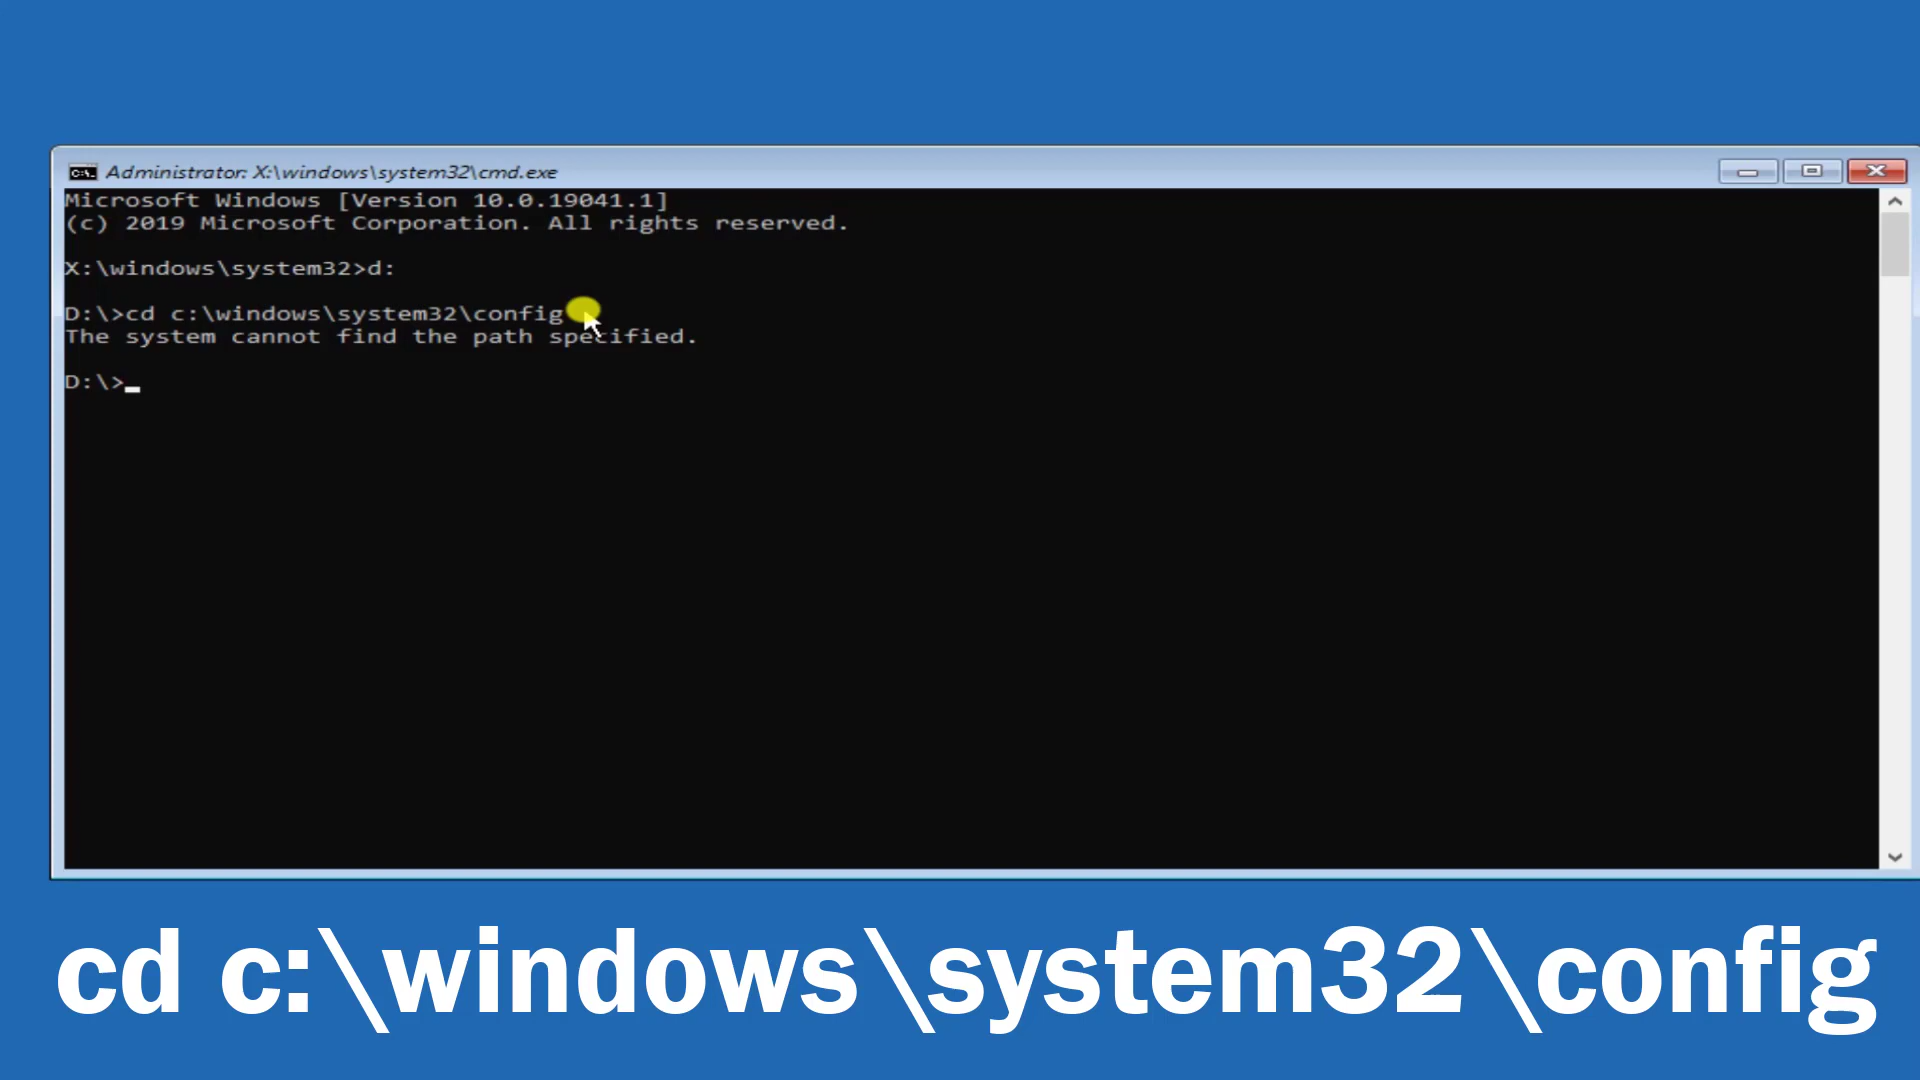 Administrator: X:\windows\system32\cmd.exe
Microsoft Windows [Version 10.0.19041.1]
(c) 2019 Microsoft Corporation. All rights reserved.
X:\windows\system32>d:
D:\>cd c:\windows\system32\config
The system cannot find the path specified.
D:\>
cd c:\windows\system32\config